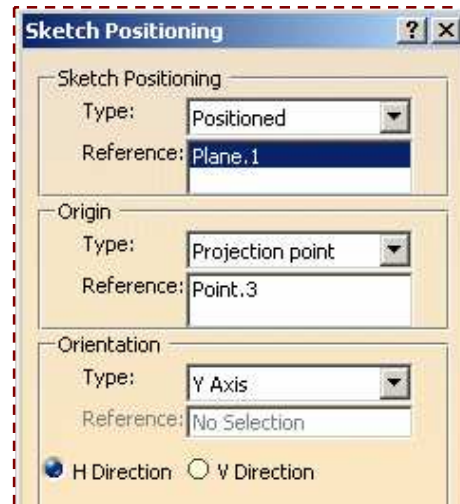 Sketch Positioning ? ×
Sketch Positioning
Type: Positioned
Reference: Plane.1
Origin
Type: Projection point
Reference: Point.3
Orientation
Type: Y Axis
Reference: No Selection
H Direction V Direction